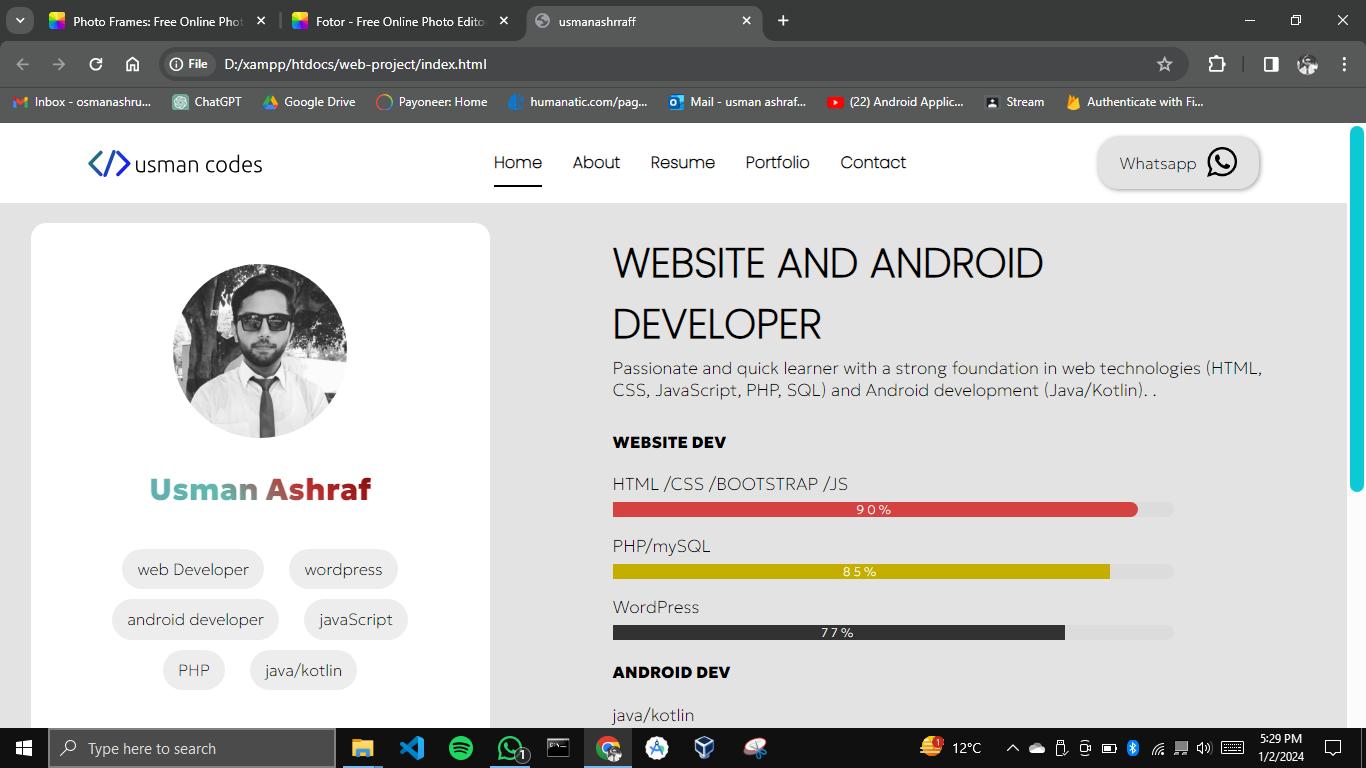 Photo Frames: Free Online Phot
Fotor - Free Online Photo Edito
usmanashrraff
File
D:/xampp/htdocs/web-project/index.html
Inbox - osmanashru...
ChatGPT
Google Drive
Payoneer: Home
humanatic.com/pag...
Mail - usman ashraf...
(22) Android Applic...
Stream
Authenticate with Fi...
</> usman codes
Home
About
Resume
Portfolio
Contact
Whatsapp
Usman Ashraf
web Developer
wordpress
android developer
javaScript
PHP
java/kotlin
WEBSITE AND ANDROID
DEVELOPER
Passionate and quick learner with a strong foundation in web technologies (HTML,
CSS, JavaScript, PHP, SQL) and Android development (Java/Kotlin). .
WEBSITE DEV
HTML /CSS /BOOTSTRAP /JS
90%
PHP/mySQL
85%
WordPress
77%
ANDROID DEV
java/kotlin
Type here to search
1
1
12°C
5:29 PM
1/2/2024